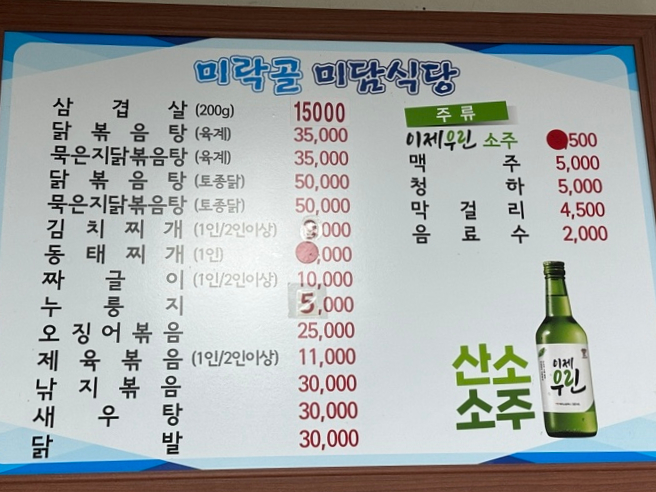 미락골 미담식당
삼겹살 (200g) 15000
닭볶음탕 (육계) 35,000
묵은지닭볶음탕 (육계) 35,000
닭볶음탕 (토종닭) 50,000
묵은지닭볶음탕 (토종닭) 50,000
김치찌개 (1인/2인이상) 9,000
동태찌개 (1인) ,000
짜글이 (1인/2인이상) 10,000
누룽지 5,000
오징어볶음 25,000
제육볶음 (1인/2인이상) 11,000
낚지볶음 30,000
새우탕 30,000
닭발 30,000
주류
이제우린 소주 ,500
맥주 5,000
청하 5,000
막걸리 4,500
음료수 2,000
산소
소주
이제
우린